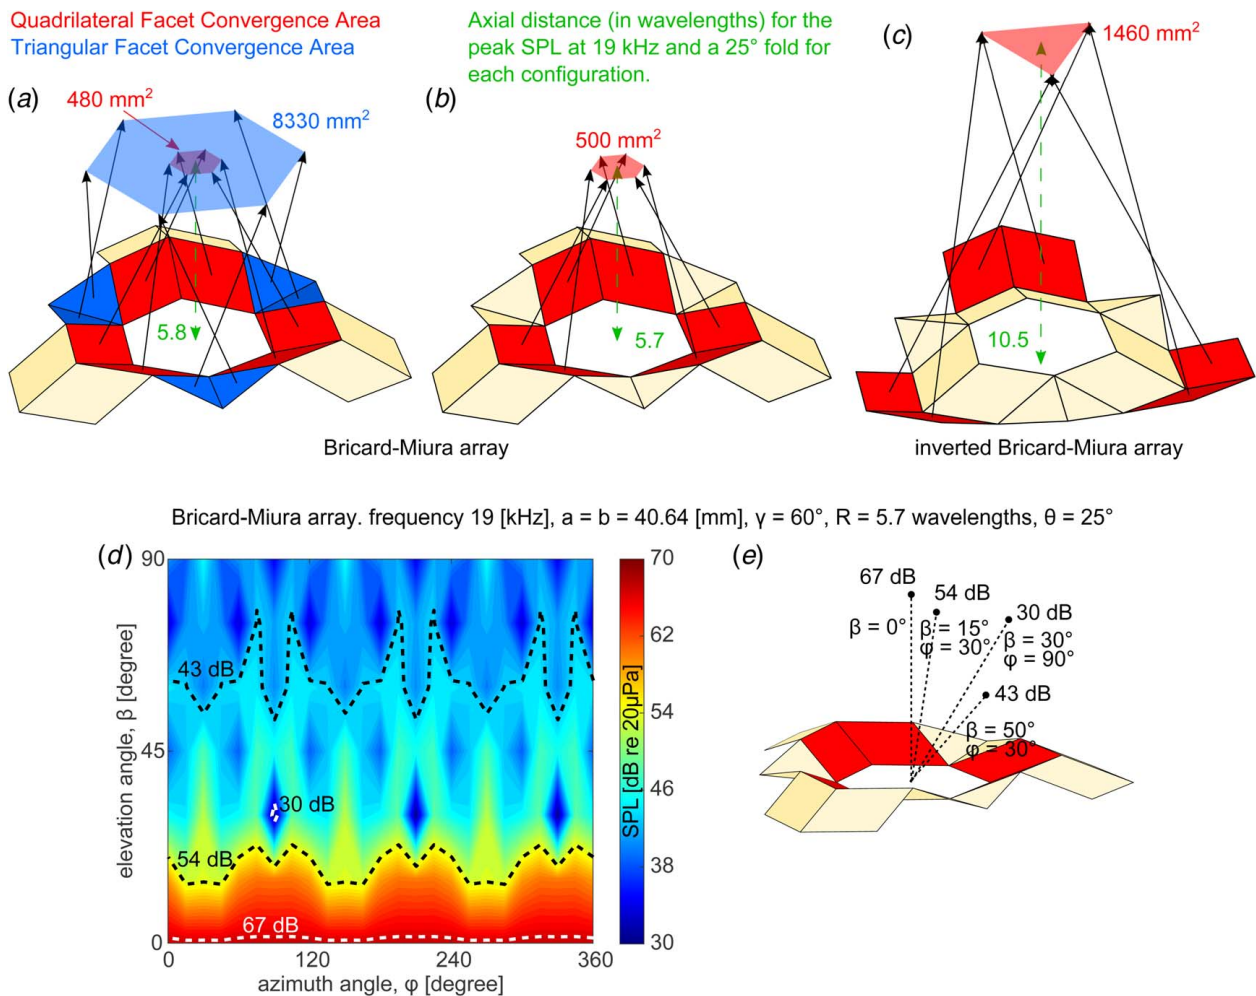 Quadrilateral Facet Convergence Area
Triangular Facet Convergence Area
Axial distance (in wavelengths) for the
peak SPL at 19 kHz and a 25° fold for
each configuration.
(a)
480 mm²
8330 mm²
5.8
(b)
500 mm²
5.7
(c)
1460 mm²
10.5
Bricard-Miura array
inverted Bricard-Miura array
Bricard-Miura array. frequency 19 [kHz], a = b = 40.64 [mm], γ = 60°, R = 5.7 wavelengths, θ = 25°
(d)
elevation angle, β [degree]
90
45
0
43 dB
30 dB
54 dB
67 dB
0
120
240
360
azimuth angle, φ [degree]
SPL [dB re 20µPa]
70
62
54
46
38
30
(e)
67 dB
β = 0°
54 dB
β = 15°
φ = 30°
30 dB
β = 30°
φ = 90°
43 dB
β = 50°
φ = 30°